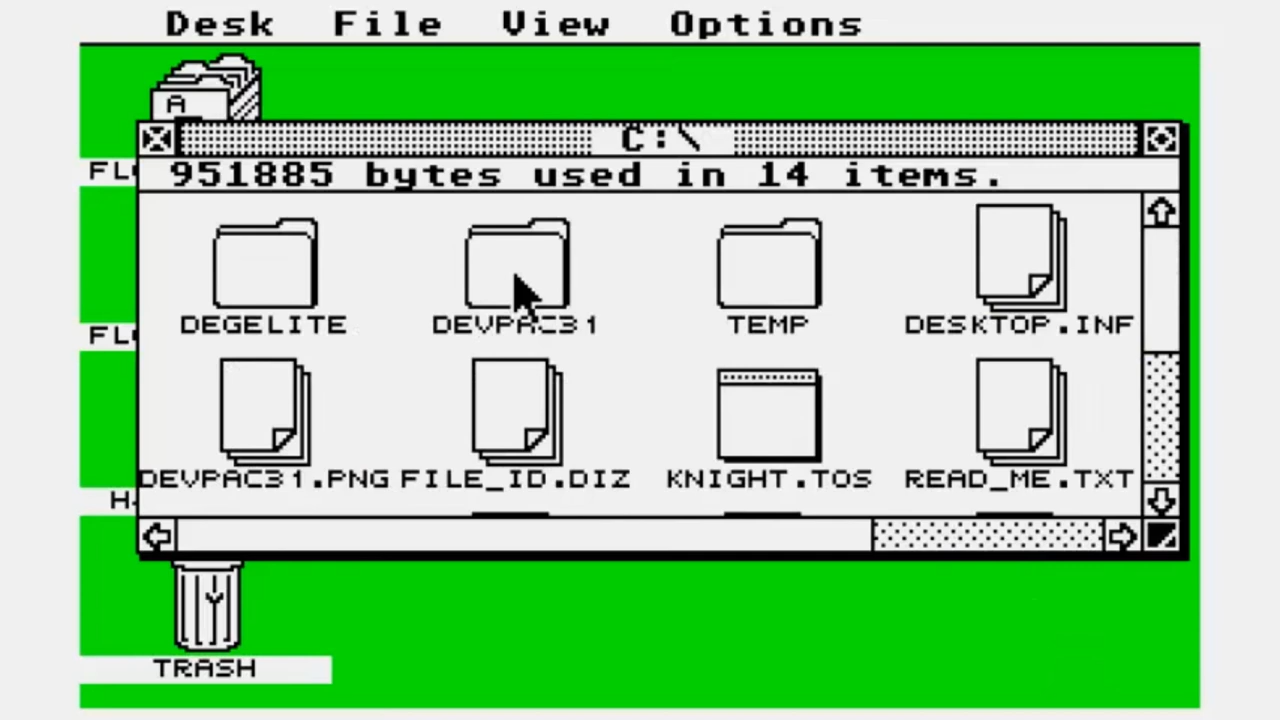 Desk File View Options
A
C:\
951885 bytes used in 14 items.
DEGELITE DEVPAC31 TEMP DESKTOP.INF
DEVPAC31.PNG FILE_ID.DIZ KNIGHT.TOS READ_ME.TXT
TRASH